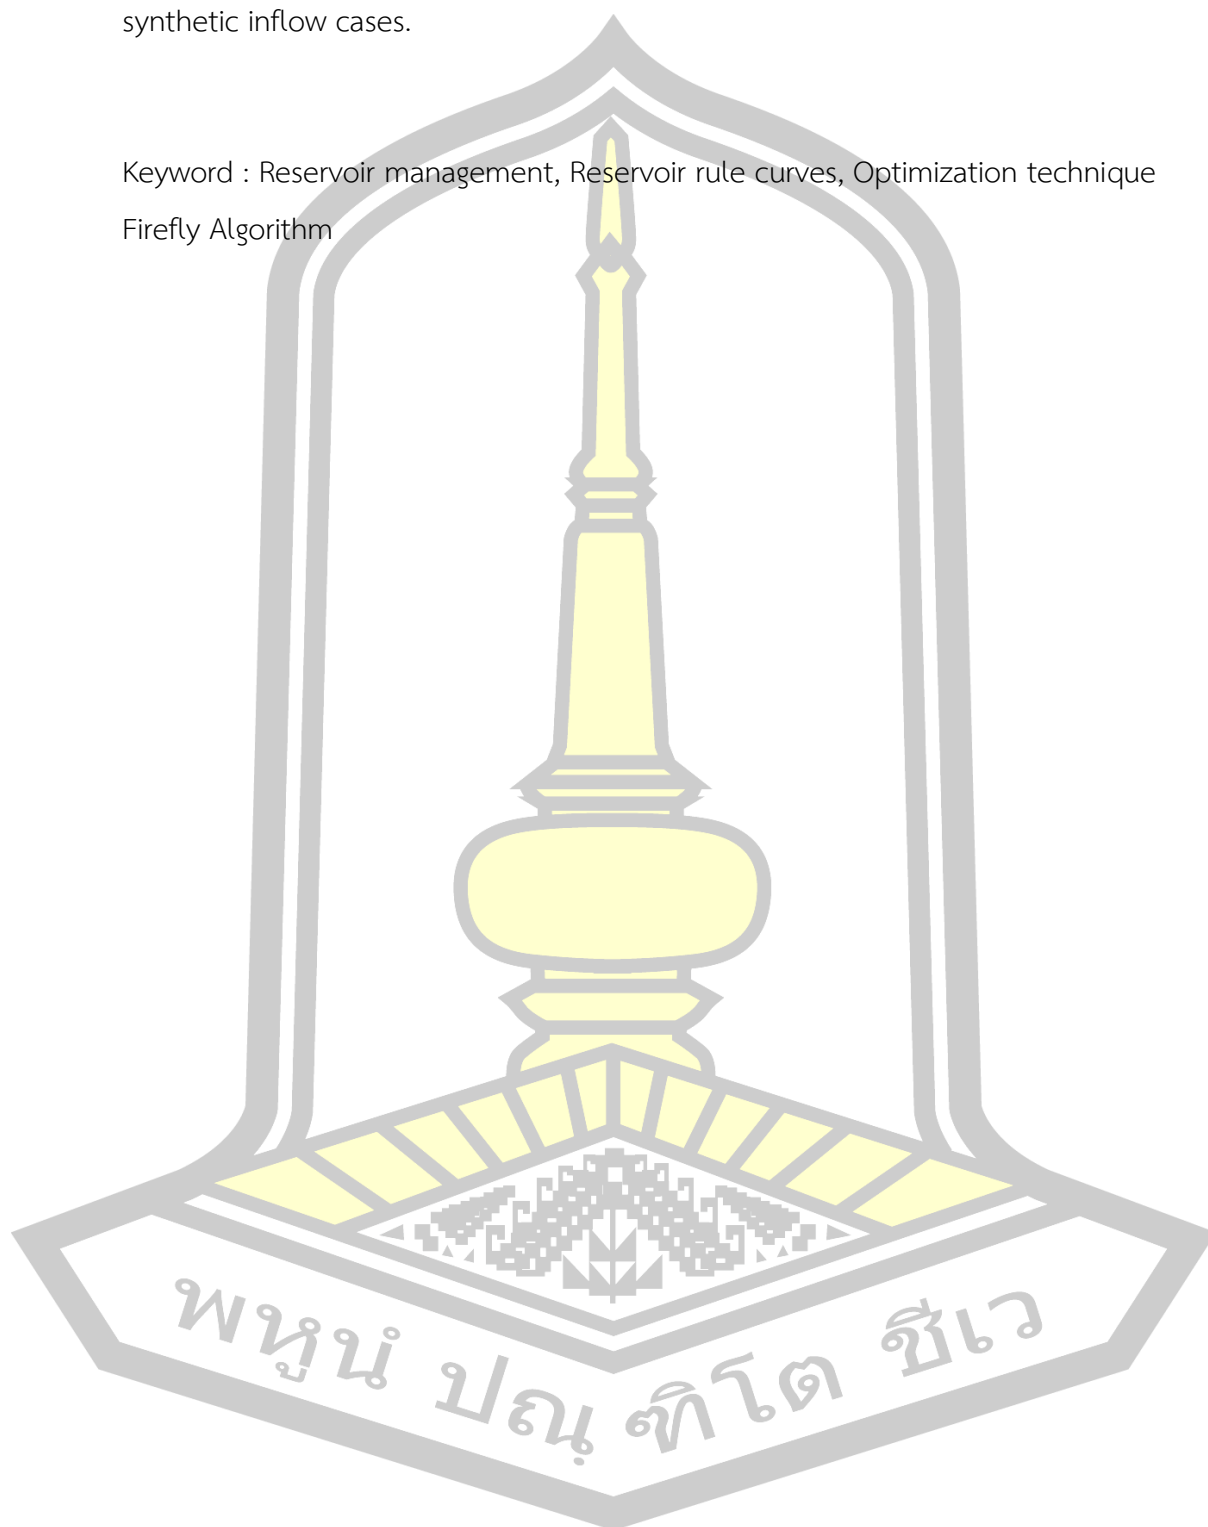 synthetic inflow cases.
Keyword : Reservoir management, Reservoir rule curves, Optimization technique
Firefly Algorithm
พหูนํ ปณฺฑิโต ชีเว